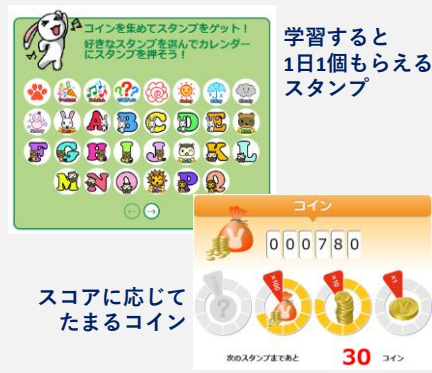 コインを集めてスタンプをゲット！
好きなスタンプを選んでカレンダー
にスタンプを押そう！
学習すると
1日1個もらえる
スタンプ
???
A B C D E
F G H I J K L
M N O P Q
スコアに応じて
たまるコイン
コイン
000780
?
×100
×10
×1
次のスタンプまであと 30 コイン